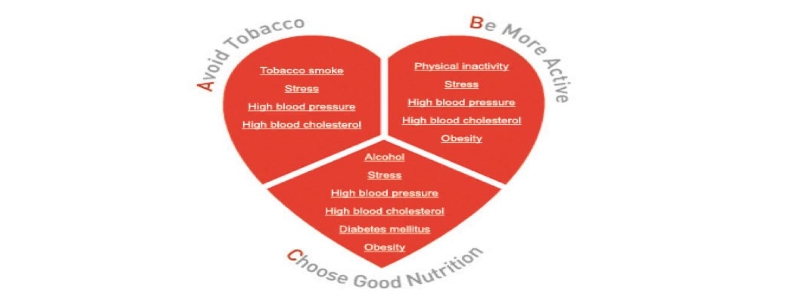 Avoid Tobacco
Tobacco smoke
Stress
High blood pressure
High blood cholesterol
Be More Active
Physical inactivity
Stress
High blood pressure
High blood cholesterol
Obesity
Alcohol
Stress
High blood pressure
High blood cholesterol
Diabetes mellitus
Obesity
Choose Good Nutrition